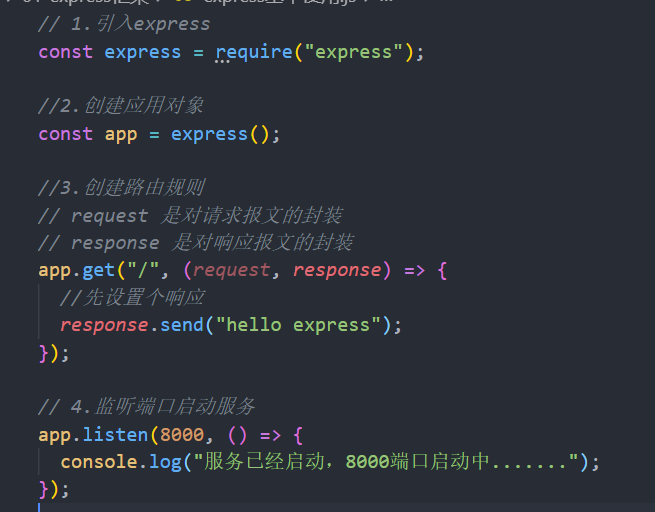 // 1.引入express
const express = require("express");
//2.创建应用对象
const app = express();
//3.创建路由规则
// request 是对请求报文的封装
// response 是对响应报文的封装
app.get("/", (request, response) => {
//先设置个响应
response.send("hello express");
});
// 4.监听端口启动服务
app.listen(8000, () => {
console.log("服务已经启动，8000端口启动中.......");
});